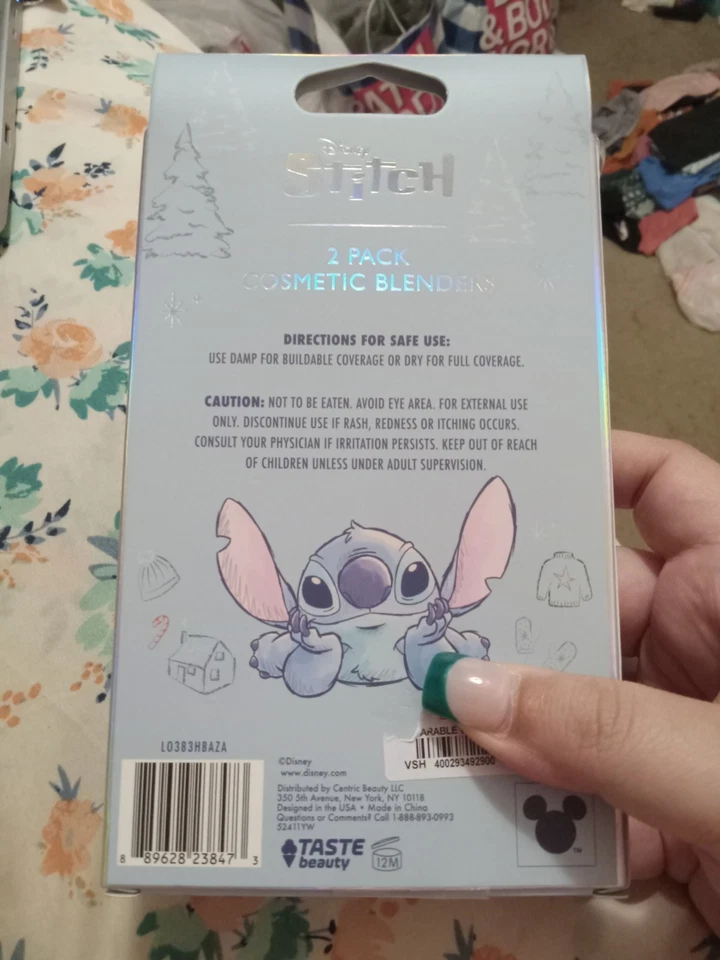 & BU
Disney
Stitch
2 PACK
COSMETIC BLENDERS
DIRECTIONS FOR SAFE USE:
USE DAMP FOR BUILDABLE COVERAGE OR DRY FOR FULL COVERAGE.
CAUTION: NOT TO BE EATEN. AVOID EYE AREA. FOR EXTERNAL USE
ONLY. DISCONTINUE USE IF RASH, REDNESS OR ITCHING OCCURS.
CONSULT YOUR PHYSICIAN IF IRRITATION PERSISTS. KEEP OUT OF REACH
OF CHILDREN UNLESS UNDER ADULT SUPERVISION.
ARABLE
VSH 400293492900
L0383HBAZA
8 89628 23847 3
©Disney
www.disney.com
Distributed by Centric Beauty LLC
350 5th Avenue, New York, NY 10118
Designed in the USA • Made in China
Questions or Comments? Call 1-888-893-0993
52411YW
TASTE
beauty
12M
TM